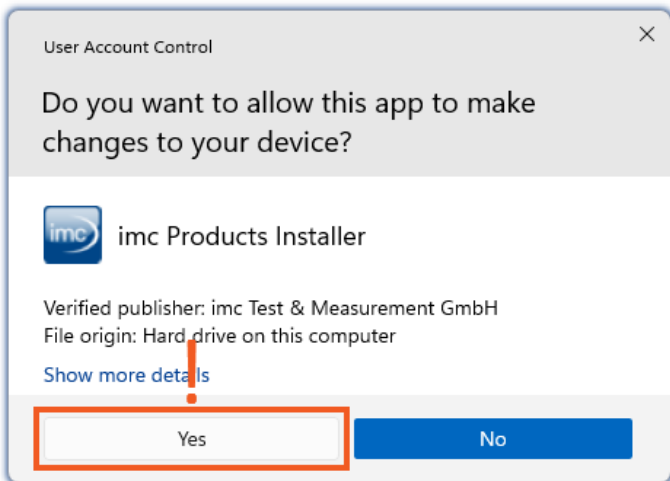 User Account Control
Do you want to allow this app to make
changes to your device?
imc
imc Products Installer
Verified publisher: imc Test & Measurement GmbH
File origin: Hard drive on this computer
Show more details
!
Yes
No